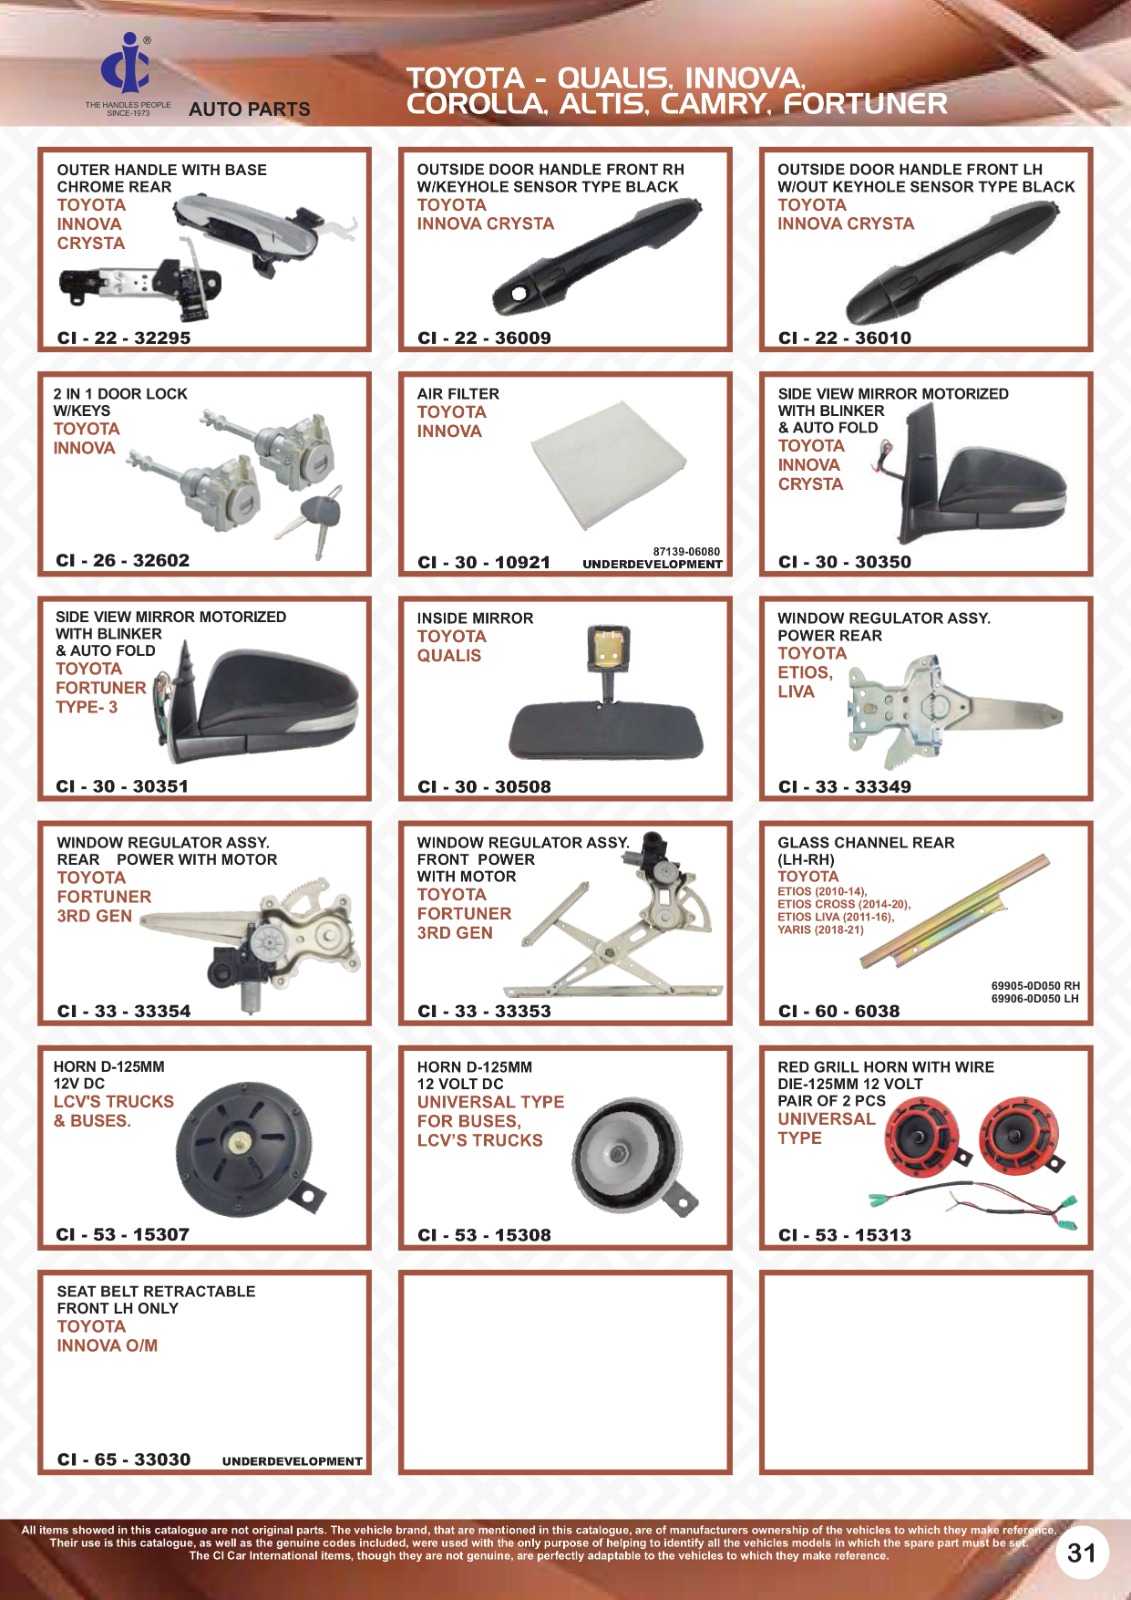 ®
THE HANDLES PEOPLE
SINCE-1973
AUTO PARTS
TOYOTA - QUALIS, INNOVA,
COROLLA, ALTIS, CAMRY, FORTUNER
OUTER HANDLE WITH BASE
CHROME REAR
TOYOTA
INNOVA
CRYSTA
CI - 22 - 32295
OUTSIDE DOOR HANDLE FRONT RH
W/KEYHOLE SENSOR TYPE BLACK
TOYOTA
INNOVA CRYSTA
CI - 22 - 36009
OUTSIDE DOOR HANDLE FRONT LH
W/OUT KEYHOLE SENSOR TYPE BLACK
TOYOTA
INNOVA CRYSTA
CI - 22 - 36010
2 IN 1 DOOR LOCK
W/KEYS
TOYOTA
INNOVA
CI - 26 - 32602
AIR FILTER
TOYOTA
INNOVA
87139-06080
CI - 30 - 10921 UNDERDEVELOPMENT
SIDE VIEW MIRROR MOTORIZED
WITH BLINKER
& AUTO FOLD
TOYOTA
INNOVA
CRYSTA
CI - 30 - 30350
SIDE VIEW MIRROR MOTORIZED
WITH BLINKER
& AUTO FOLD
TOYOTA
FORTUNER
TYPE- 3
CI - 30 - 30351
INSIDE MIRROR
TOYOTA
QUALIS
CI - 30 - 30508
WINDOW REGULATOR ASSY.
POWER REAR
TOYOTA
ETIOS,
LIVA
CI - 33 - 33349
WINDOW REGULATOR ASSY.
REAR POWER WITH MOTOR
TOYOTA
FORTUNER
3RD GEN
CI - 33 - 33354
WINDOW REGULATOR ASSY.
FRONT POWER
WITH MOTOR
TOYOTA
FORTUNER
3RD GEN
CI - 33 - 33353
GLASS CHANNEL REAR
(LH-RH)
TOYOTA
ETIOS (2010-14),
ETIOS CROSS (2014-20),
ETIOS LIVA (2011-16),
YARIS (2018-21)
69905-0D050 RH
69906-0D050 LH
CI - 60 - 6038
HORN D-125MM
12V DC
LCV'S TRUCKS
& BUSES.
CI - 53 - 15307
HORN D-125MM
12 VOLT DC
UNIVERSAL TYPE
FOR BUSES,
LCV'S TRUCKS
CI - 53 - 15308
RED GRILL HORN WITH WIRE
DIE-125MM 12 VOLT
PAIR OF 2 PCS
UNIVERSAL
TYPE
CI - 53 - 15313
SEAT BELT RETRACTABLE
FRONT LH ONLY
TOYOTA
INNOVA O/M
CI - 65 - 33030 UNDERDEVELOPMENT
All items showed in this catalogue are not original parts. The vehicle brand, that are mentioned in this catalogue, are of manufacturers ownership of the vehicles to which they make reference.
Their use is this catalogue, as well as the genuine codes included, were used with the only purpose of helping to identify all the vehicles models in which the spare part must be set.
The CI Car International items, though they are not genuine, are perfectly adaptable to the vehicles to which they make reference.
31